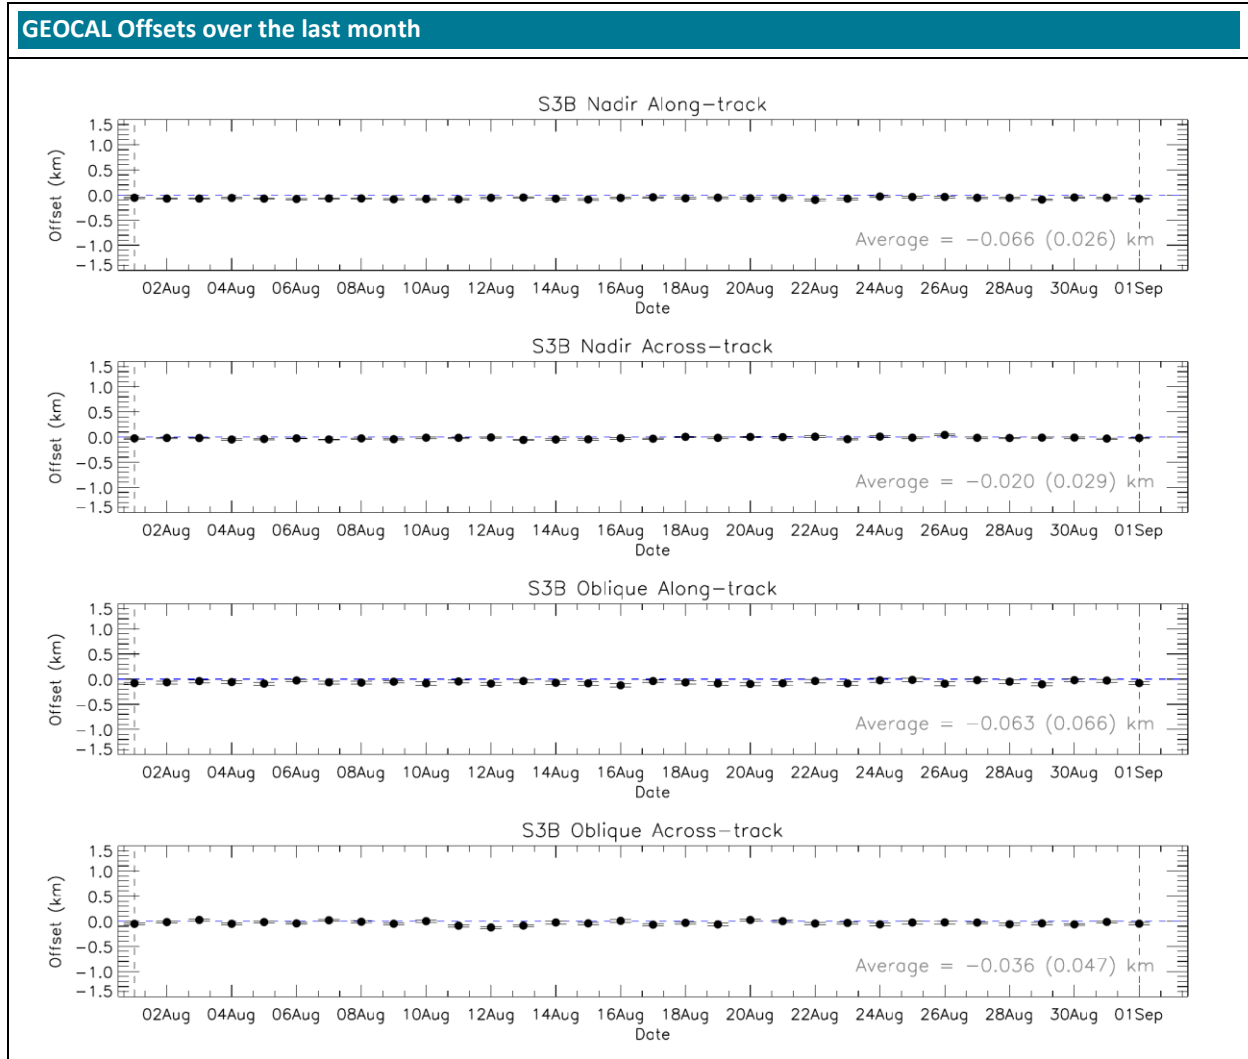 GEOCAL Offsets over the last month
S3B Nadir Along-track
1.5
1.0
0.5
0.0
-0.5
-1.0
-1.5
Offset (km)
Average = -0.066 (0.026) km
02Aug 04Aug 06Aug 08Aug 10Aug 12Aug 14Aug 16Aug 18Aug 20Aug 22Aug 24Aug 26Aug 28Aug 30Aug 01Sep
Date
S3B Nadir Across-track
1.5
1.0
0.5
0.0
-0.5
-1.0
-1.5
Offset (km)
Average = -0.020 (0.029) km
02Aug 04Aug 06Aug 08Aug 10Aug 12Aug 14Aug 16Aug 18Aug 20Aug 22Aug 24Aug 26Aug 28Aug 30Aug 01Sep
Date
S3B Oblique Along-track
1.5
1.0
0.5
0.0
-0.5
-1.0
-1.5
Offset (km)
Average = -0.063 (0.066) km
02Aug 04Aug 06Aug 08Aug 10Aug 12Aug 14Aug 16Aug 18Aug 20Aug 22Aug 24Aug 26Aug 28Aug 30Aug 01Sep
Date
S3B Oblique Across-track
1.5
1.0
0.5
0.0
-0.5
-1.0
-1.5
Offset (km)
Average = -0.036 (0.047) km
02Aug 04Aug 06Aug 08Aug 10Aug 12Aug 14Aug 16Aug 18Aug 20Aug 22Aug 24Aug 26Aug 28Aug 30Aug 01Sep
Date